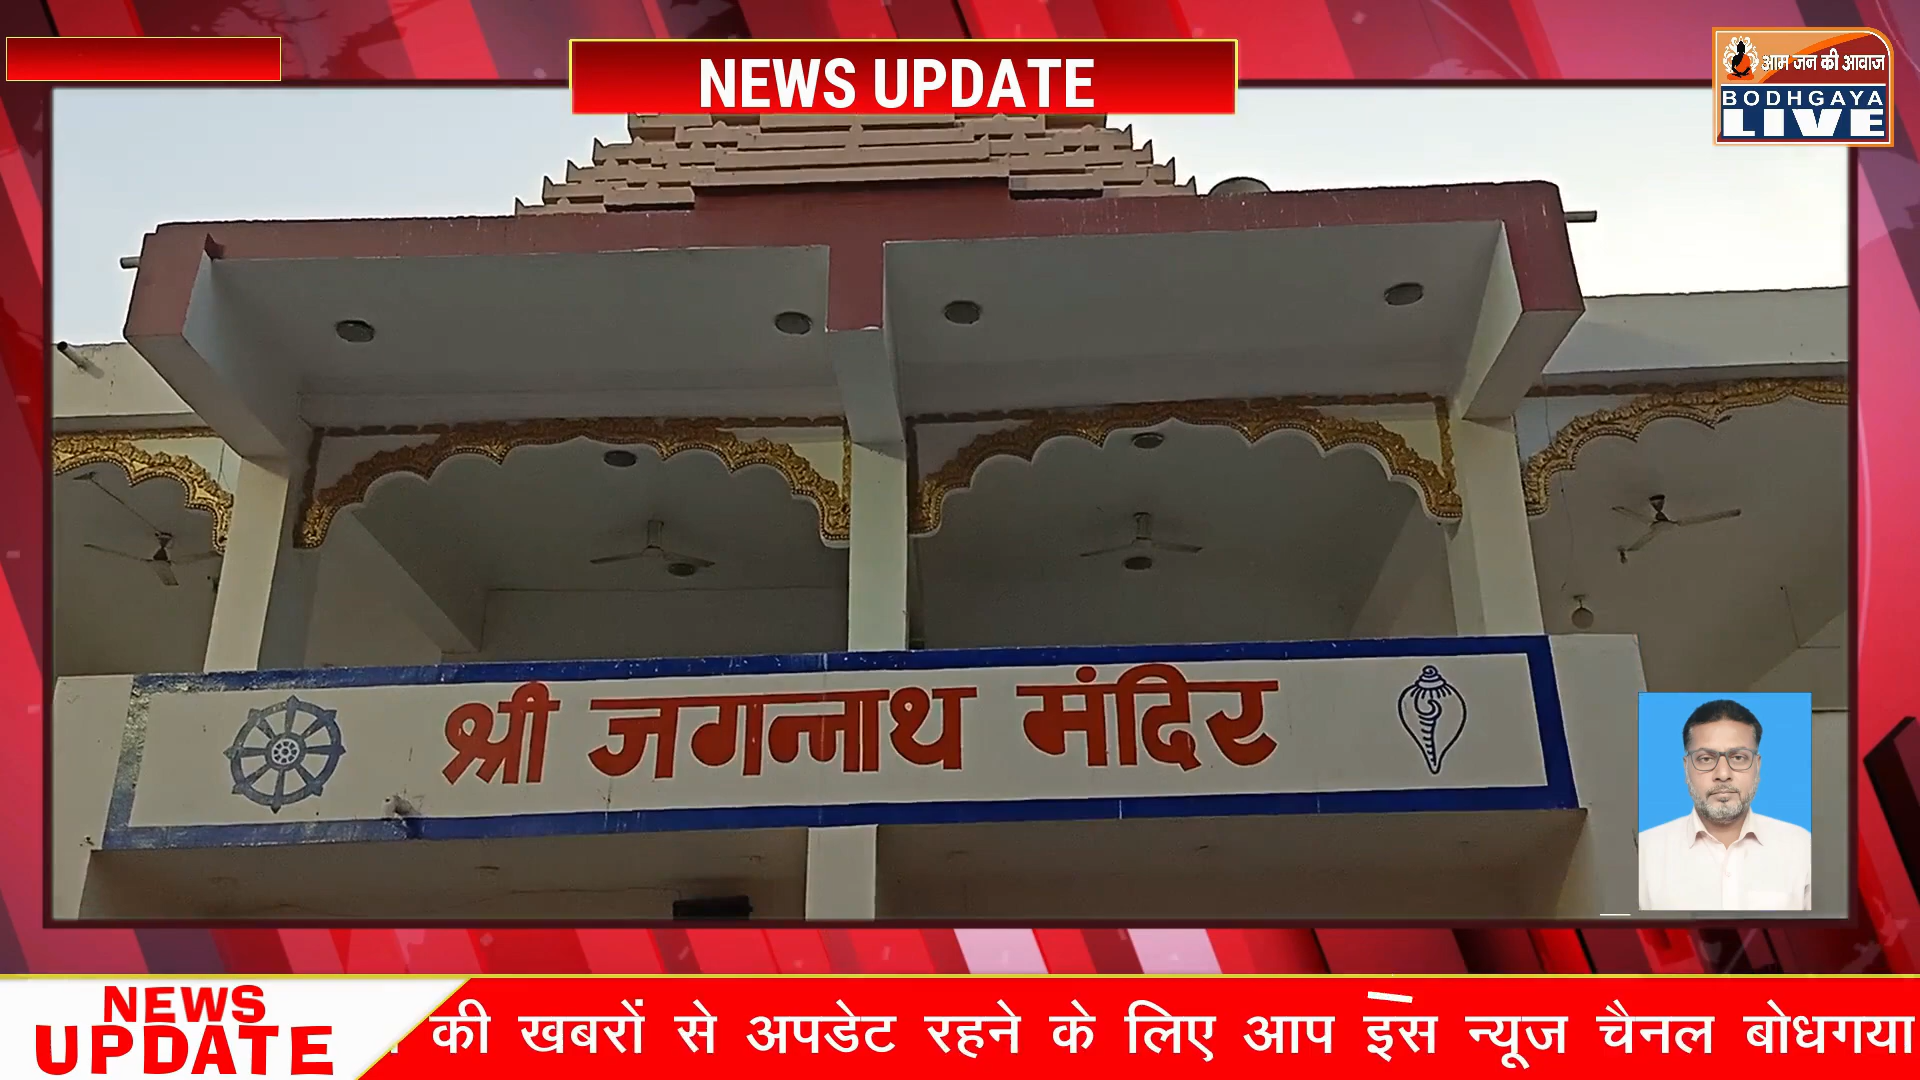 NEWS UPDATE
आम जन की आवाज
BODHGAYA
LIVE
श्री जगन्नाथ मंदिर
NEWS
UPDATE
की खबरों से अपडेट रहने के लिए आप इस न्यूज चैनल बोधगया